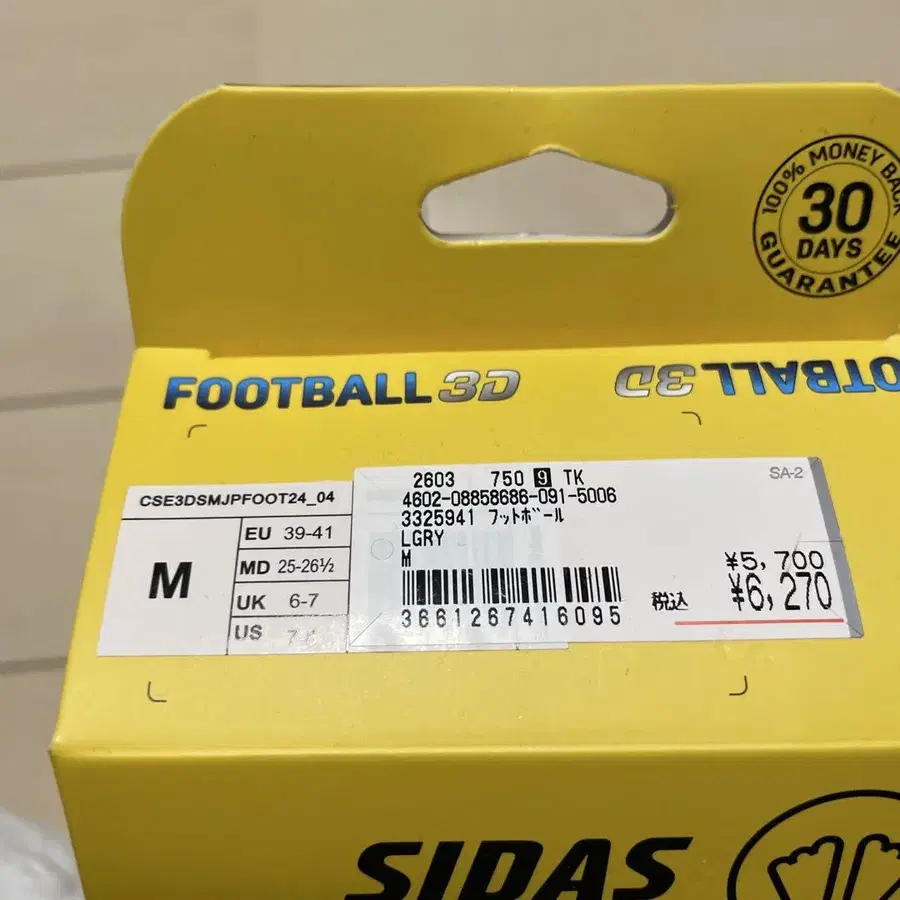 100% MONEY BACK
30
DAYS
GUARANTEE
FOOTBALL 3D
FOOTBALL 3D
CSE3DSMJPFOOT24_04
M
EU 39-41
MD 25-26½
UK 6-7
US
2603 750 9 TK
SA-2
4602-08858686-091-5006
3325941 フットボール
LGRY
M
3661267416095
¥5,700
税込 ¥6,270
SIDAS